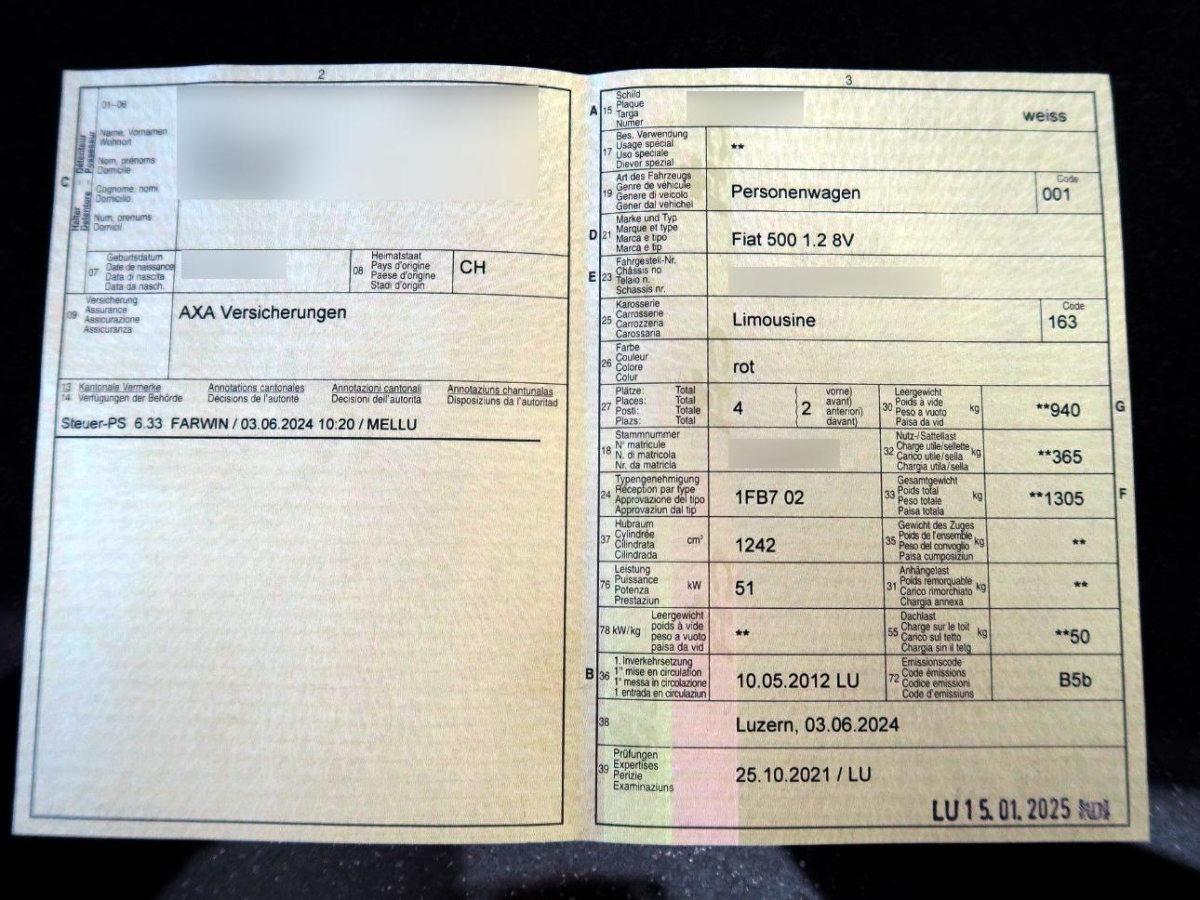 2
01–06
Name, Vornamen
Wohnort
Nom, prénoms
Domicile
Cognome, nomi
Domicilio
Num, prenums
Domicil
C
Halter
Détenteur
Detentore
Possessur
07
Geburtsdatum
Date de naissance
Data di nascita
Data da nasch.
08
Heimatstaat
Pays d'origine
Paese d'origine
Stadi d'origin
CH
09
Versicherung
Assurance
Assicurazione
Assicuranza
AXA Versicherungen
13 Kantonale Vermerke Annotations cantonales Annotazioni cantonali Annotaziuns chantunalas
14 Verfügungen der Behörde Décisions de l'autorité Decisioni dell'autorità Disposiziuns da l'autoritad
Steuer-PS 6.33 FARWIN / 03.06.2024 10:20 / MELLU
3
A 15
Schild
Plaque
Targa
Numer
weiss
17
Bes. Verwendung
Usage spécial
Uso speciale
Diever spezial
**
19
Art des Fahrzeugs
Genre de véhicule
Genere di veicolo
Gener dal vehichel
Personenwagen
Code
001
D 21
Marke und Typ
Marque et type
Marca e tipo
Marca e tip
Fiat 500 1.2 8V
E 23
Fahrgestell-Nr.
Châssis no
Telaio n.
Schassis nr.
25
Karosserie
Carrosserie
Carrozzeria
Carossaria
Limousine
Code
163
26
Farbe
Couleur
Colore
Colur
rot
27
Plätze: Total
Places: Total
Posti: Totale
Plazs: Total
4
2
vorne)
avant)
anteriori)
davant)
30
Leergewicht
Poids à vide
Peso a vuoto
Paisa da vid
kg
**940
G
18
Stammnummer
N° matricule
N. di matricola
Nr. da matricla
32
Nutz-/Sattellast
Charge utile/sellette
Carico utile/sella
Chargia utila/sella
kg
**365
24
Typengenehmigung
Réception par type
Approvazione del tipo
Approvaziun dal tip
1FB7 02
33
Gesamtgewicht
Poids total
Peso totale
Paisa totala
kg
**1305
F
37
Hubraum
Cylindrée
Cilindrata
Cilindrada
cm³
1242
35
Gewicht des Zuges
Poids de l'ensemble
Peso del convoglio
Paisa cumposiziun
kg
**
76
Leistung
Puissance
Potenza
Prestaziun
kW
51
31
Anhängelast
Poids remorquable
Carico rimorchiato
Chargia annexa
kg
**
78 kW/kg
Leergewicht
poids à vide
peso a vuoto
paisa da vid
**
55
Dachlast
Charge sur le toit
Carico sul tetto
Chargia sin il tetg
kg
**50
B 36
1. Inverkehrsetzung
1re mise en circulation
1a messa in circolazione
1. entrada en circulaziun
10.05.2012 LU
72
Emissionscode
Code émissions
Codice emissioni
Code d'emissiuns
B5b
38
Luzern, 03.06.2024
39
Prüfungen
Expertises
Perizie
Examinaziuns
25.10.2021 / LU
LU 15. 01. 2025